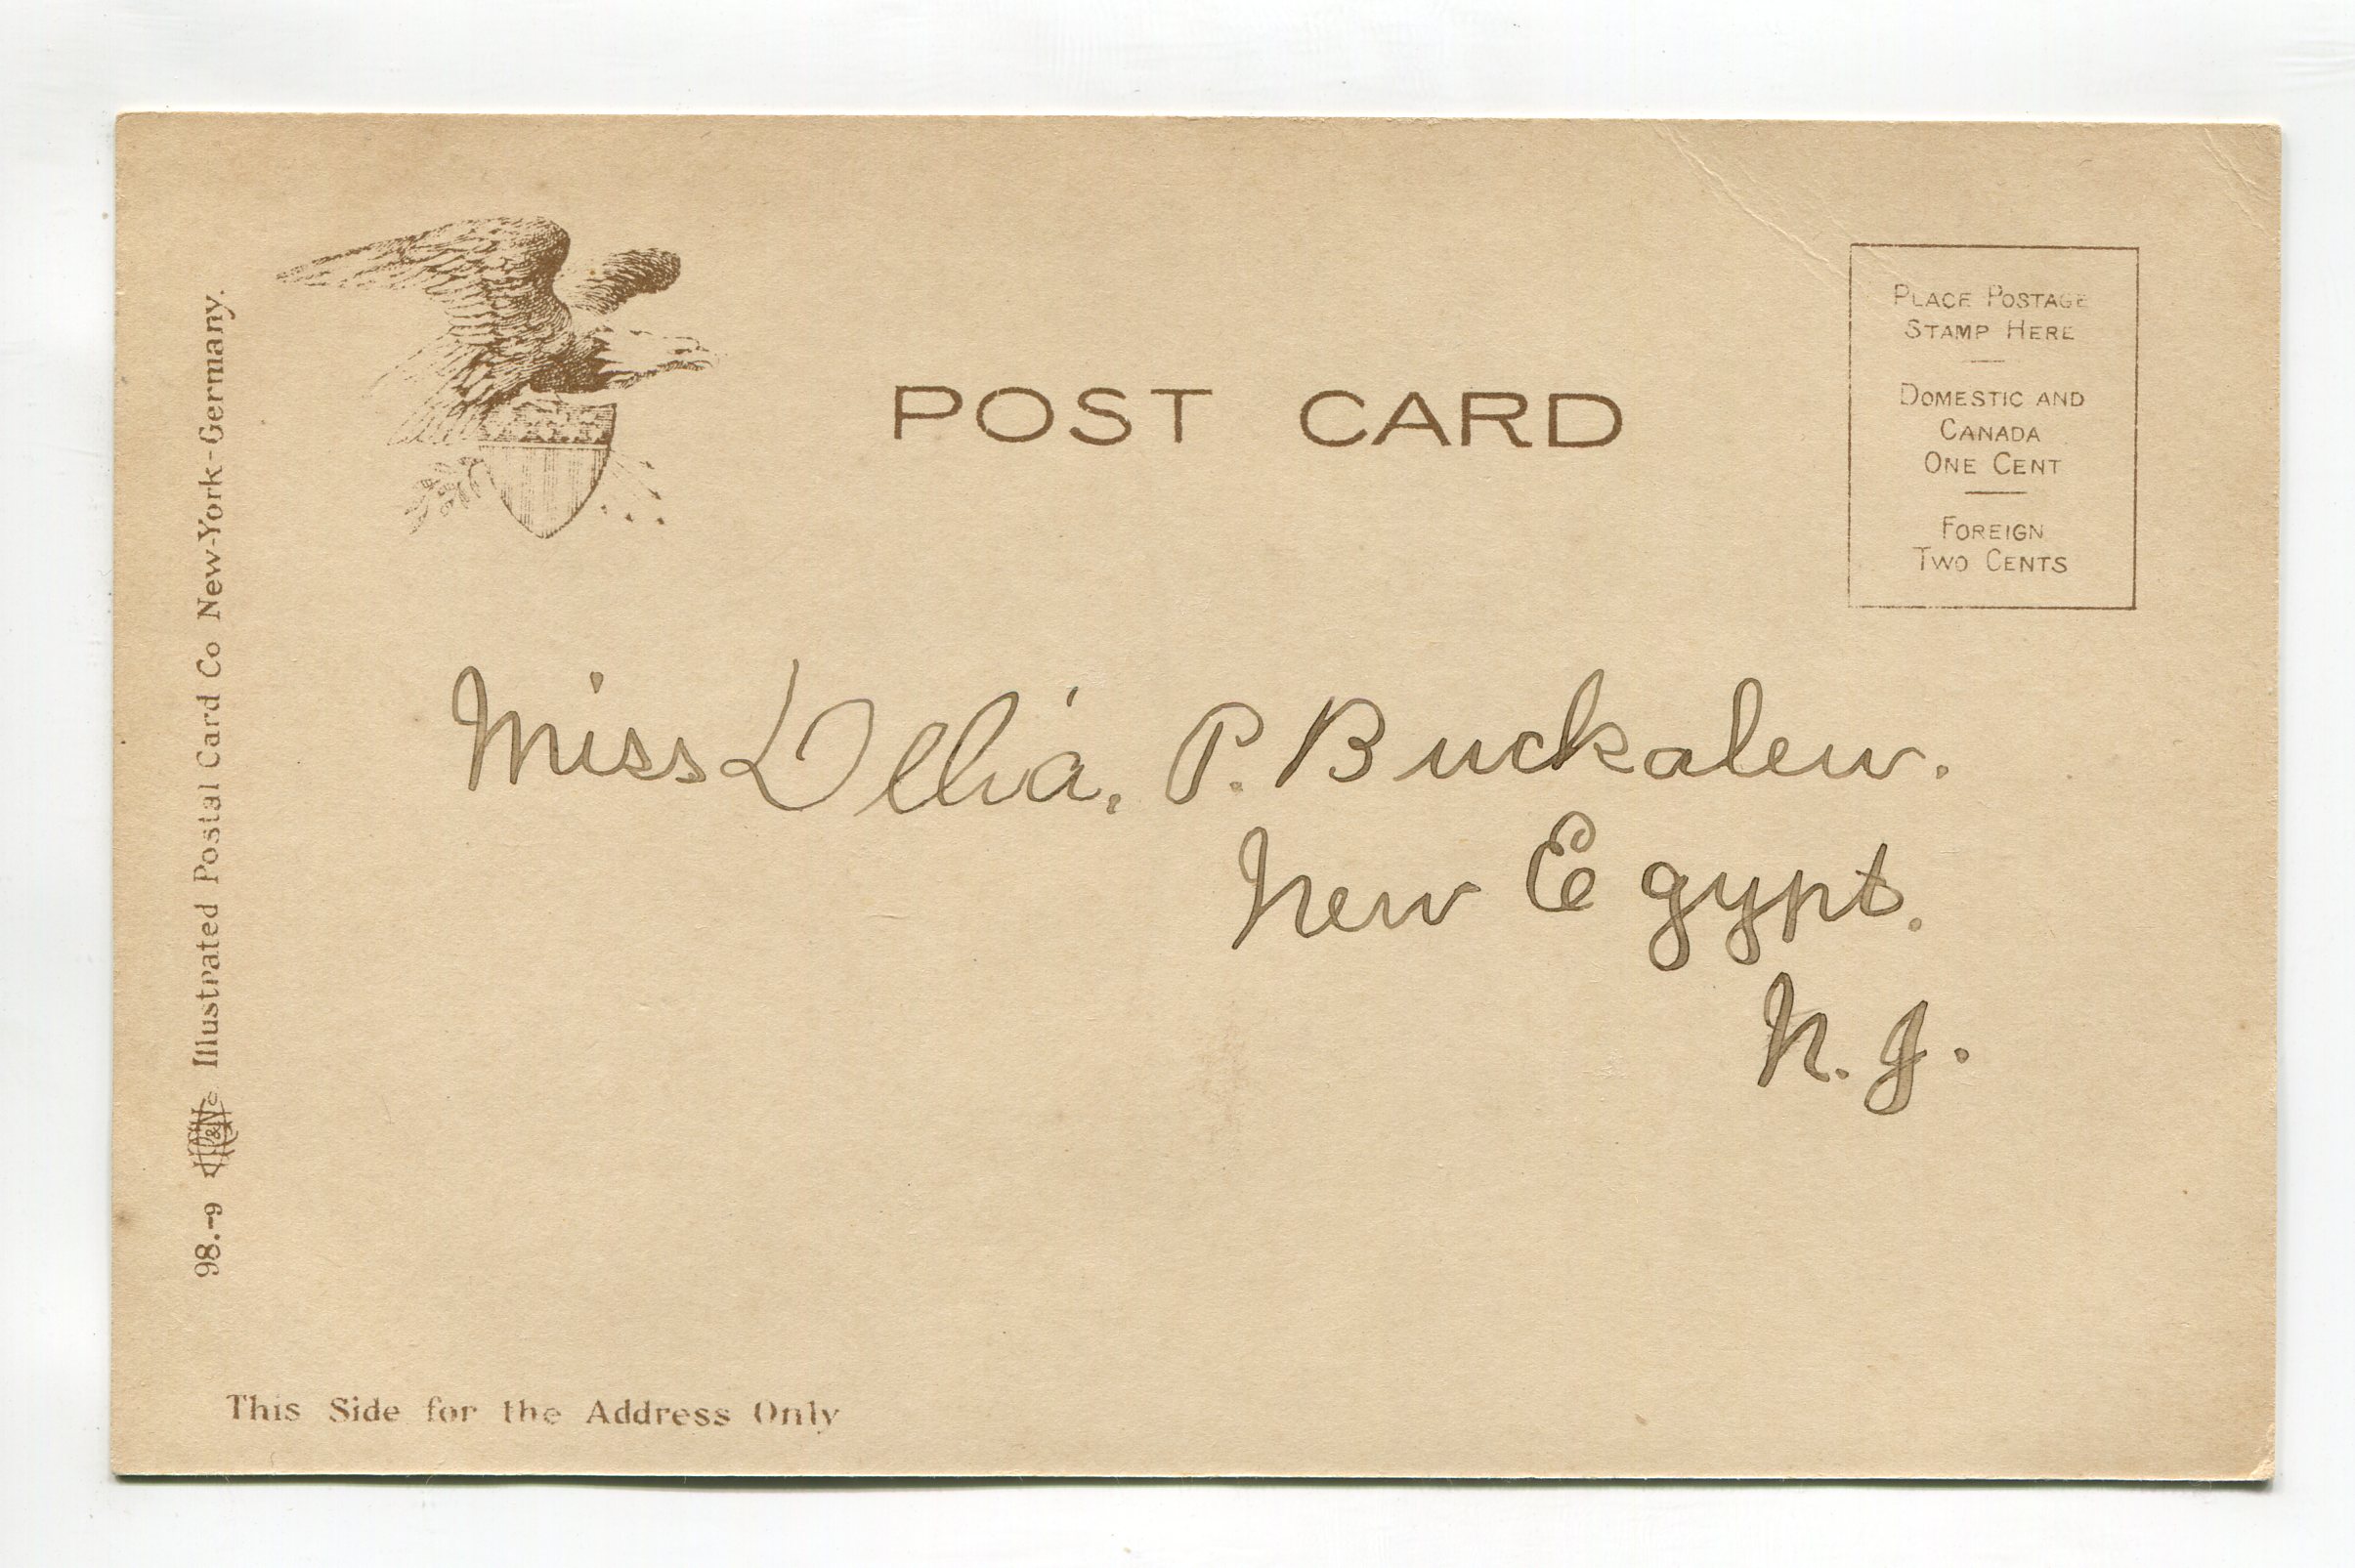 POST CARD
PLACE POSTAGE
STAMP HERE
DOMESTIC AND
CANADA
ONE CENT
FOREIGN
TWO CENTS
Miss P. Buckalew.
New Egypt.
N.J.
98.-9 Illustrated Postal Card Co New-York-Germany.
This Side for the Address Only